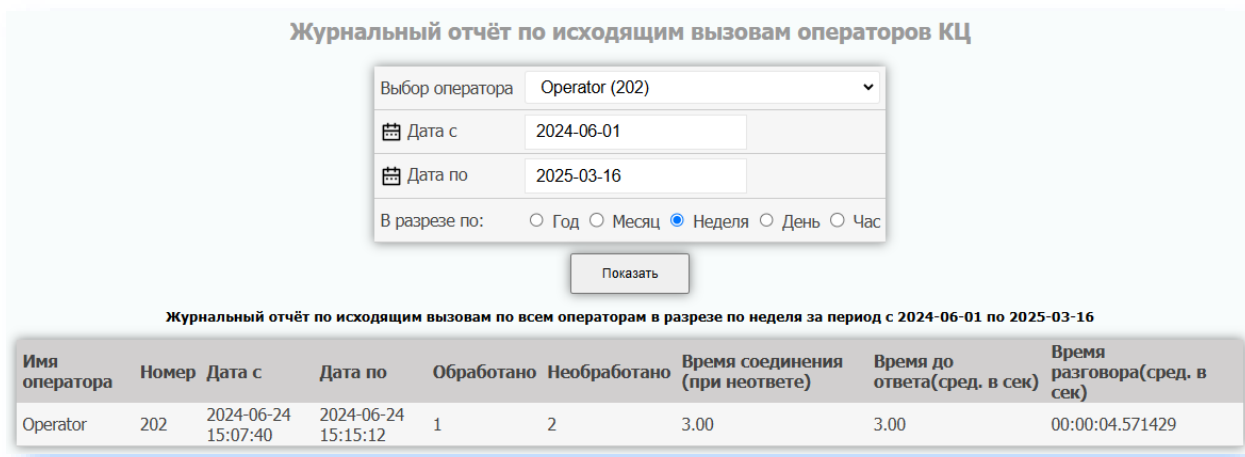 Журнальный отчёт по исходящим вызовам операторов КЦ
Выбор оператора Operator (202)
Дата с 2024-06-01
Дата по 2025-03-16
В разрезе по: Год Месяц Неделя День Час
Показать
Журнальный отчёт по исходящим вызовам по всем операторам в разрезе по неделя за период с 2024-06-01 по 2025-03-16
Имя оператора Номер Дата с Дата по Обработано Необработано Время соединения (при неответе) Время до ответа(сред. в сек) Время разговора(сред. в сек)
Operator 202 2024-06-24 15:07:40 2024-06-24 15:15:12 1 2 3.00 3.00 00:00:04.571429